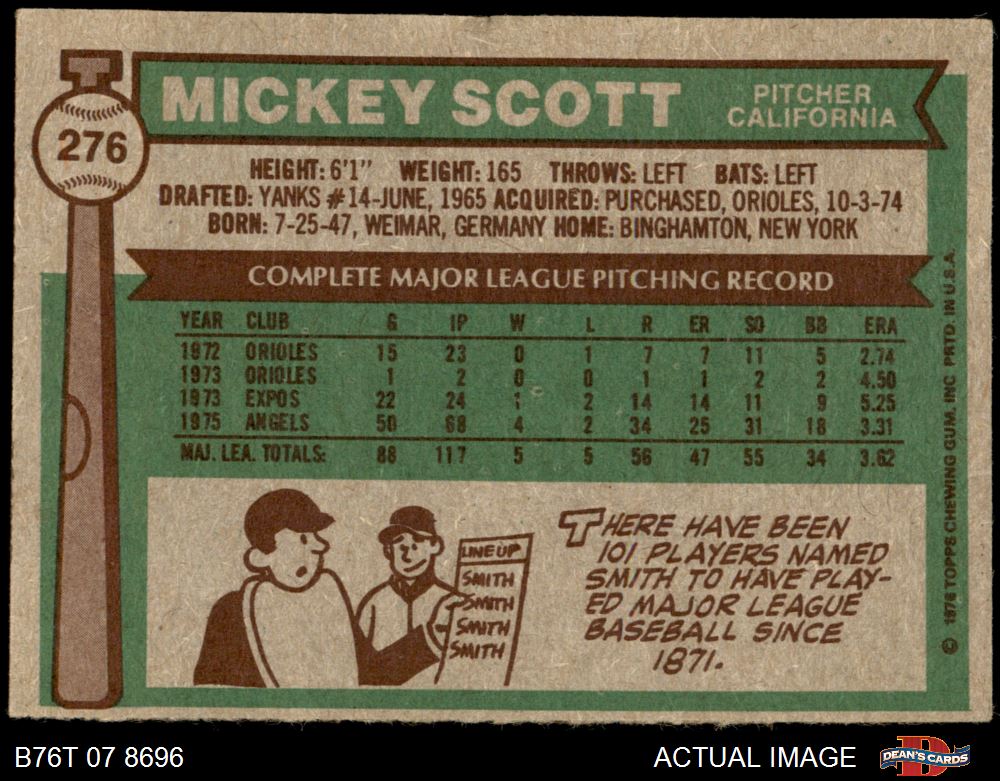 276
MICKEY SCOTT
PITCHER
CALIFORNIA
HEIGHT: 6'1" WEIGHT: 165 THROWS: LEFT BATS: LEFT
DRAFTED: YANKS #14-JUNE, 1965 ACQUIRED: PURCHASED, ORIOLES, 10-3-74
BORN: 7-25-47, WEIMAR, GERMANY HOME: BINGHAMTON, NEW YORK
COMPLETE MAJOR LEAGUE PITCHING RECORD
YEAR CLUB G IP W L R ER SO BB ERA
1972 ORIOLES 15 23 0 1 7 7 11 5 2.74
1973 ORIOLES 1 2 0 0 1 1 2 2 4.50
1973 EXPOS 22 24 1 2 14 14 11 9 5.25
1975 ANGELS 50 68 4 2 34 25 31 18 3.31
MAJ. LEA. TOTALS: 88 117 5 5 56 47 55 34 3.62
LINEUP
SMITH
SMITH
SMITH
SMITH
THERE HAVE BEEN
101 PLAYERS NAMED
SMITH TO HAVE PLAY-
ED MAJOR LEAGUE
BASEBALL SINCE
1871.
© 1976 TOPPS CHEWING GUM, INC PRTD. IN U.S.A.
B76T 07 8696
ACTUAL IMAGE
D
DEAN'S CARDS